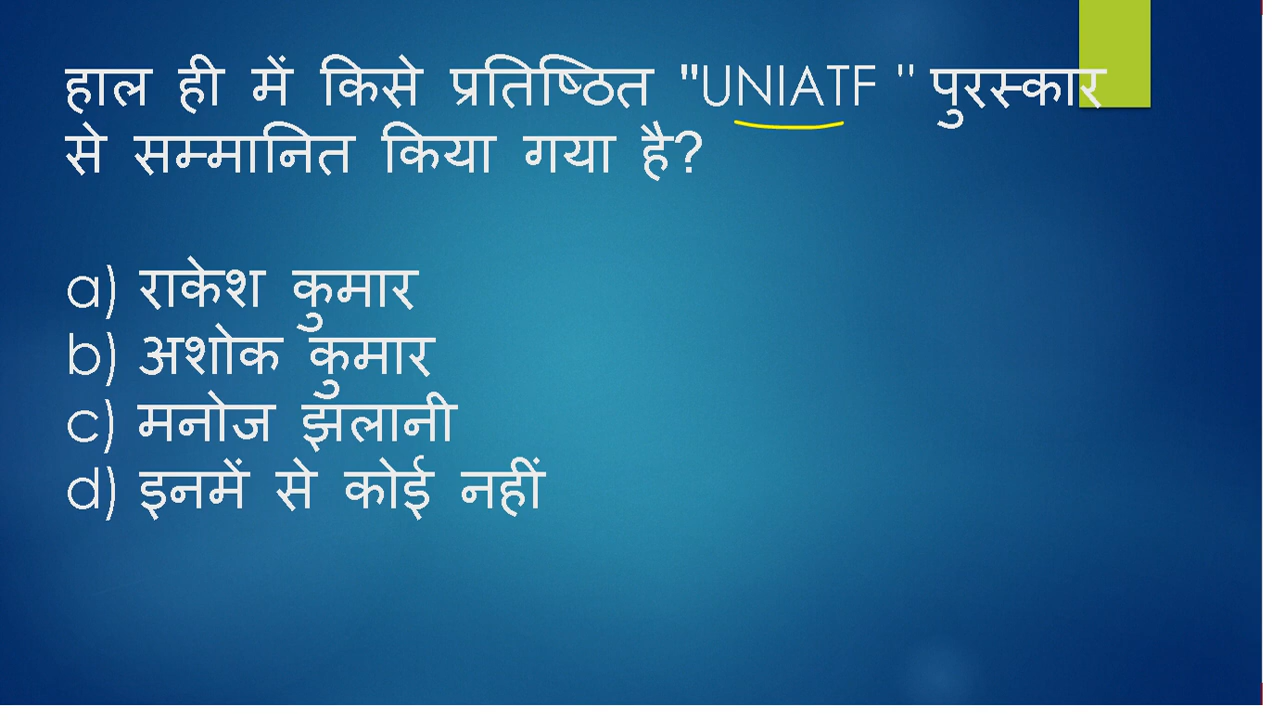 हाल ही में किसे प्रतिष्ठित "UNIATF " पुरस्कार
से सम्मानित किया गया है?
a) राकेश कुमार
b) अशोक कुमार
c) मनोज झलानी
d) इनमें से कोई नहीं